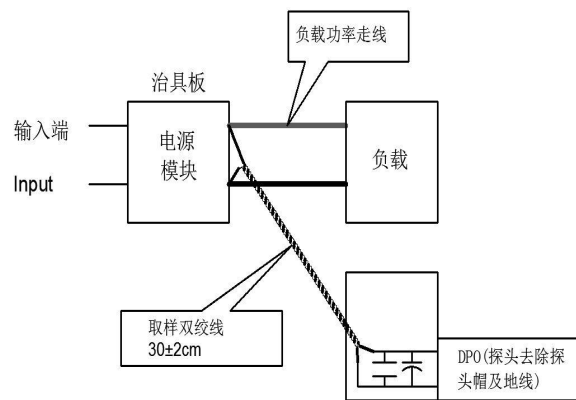 负载功率走线
治具板
输入端
Input
电源
模块
负载
取样双绞线
30±2cm
DPO(探头去除探
头帽及地线)